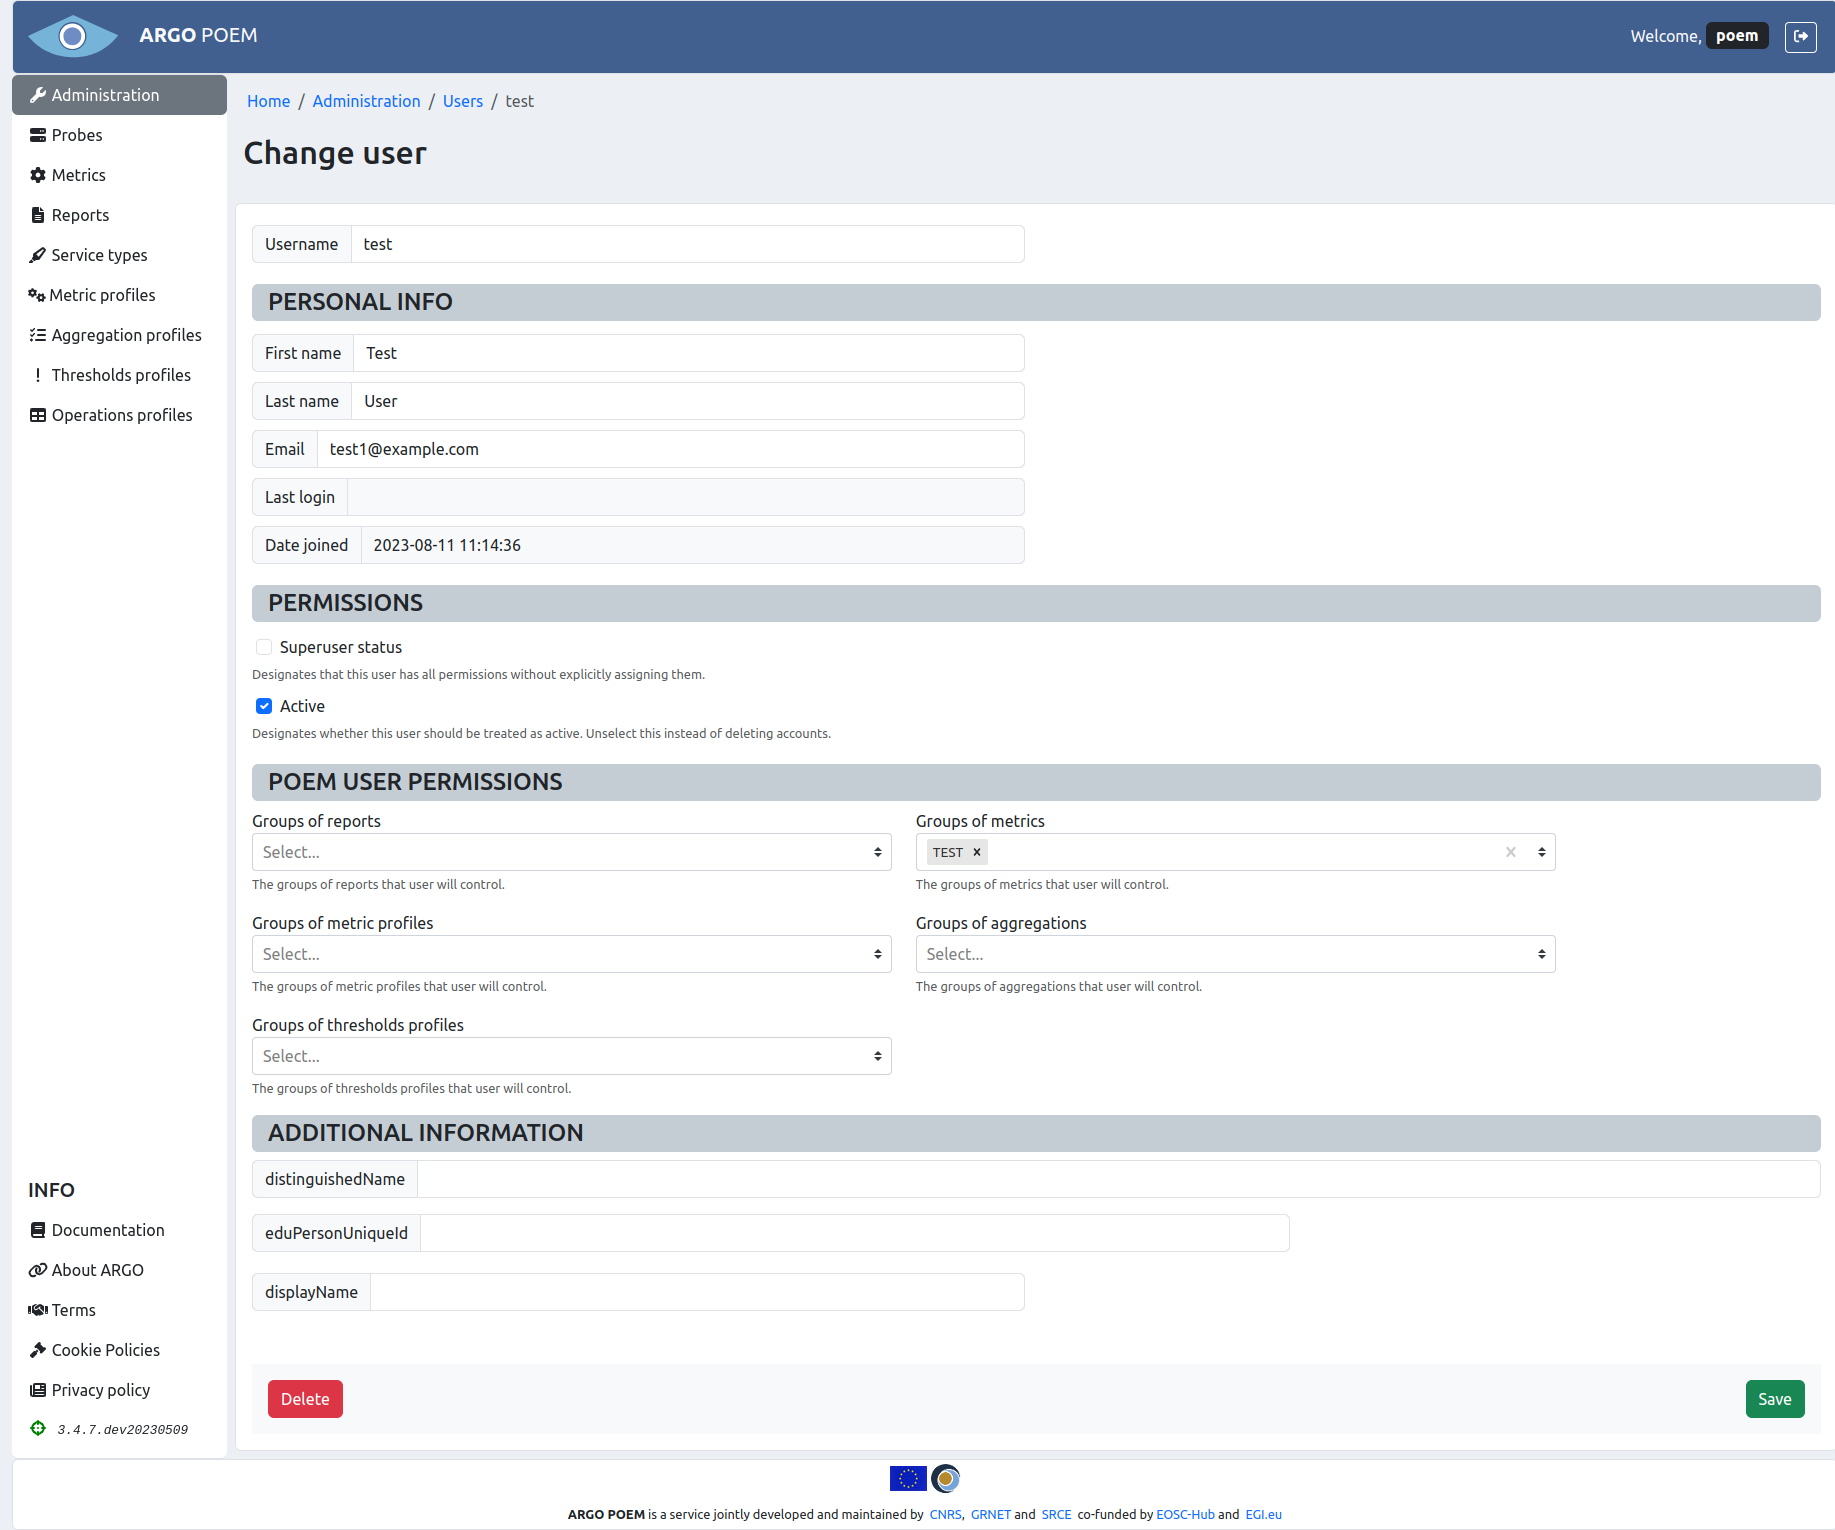 ARGO POEM
Welcome, poem
Administration
Probes
Metrics
Reports
Service types
Metric profiles
Aggregation profiles
Thresholds profiles
Operations profiles
INFO
Documentation
About ARGO
Terms
Cookie Policies
Privacy policy
3.4.7.dev20230509
Home / Administration / Users / test
Change user
Username test
PERSONAL INFO
First name Test
Last name User
Email test1@example.com
Last login
Date joined 2023-08-11 11:14:36
PERMISSIONS
Superuser status
Designates that this user has all permissions without explicitly assigning them.
Active
Designates whether this user should be treated as active. Unselect this instead of deleting accounts.
POEM USER PERMISSIONS
Groups of reports
Select...
The groups of reports that user will control.
Groups of metrics
TEST
The groups of metrics that user will control.
Groups of metric profiles
Select...
The groups of metric profiles that user will control.
Groups of aggregations
Select...
The groups of aggregations that user will control.
Groups of thresholds profiles
Select...
The groups of thresholds profiles that user will control.
ADDITIONAL INFORMATION
distinguishedName
eduPersonUniqueId
displayName
Delete
Save
ARGO POEM is a service jointly developed and maintained by CNRS, GRNET and SRCE co-funded by EOSC-Hub and EGI.eu